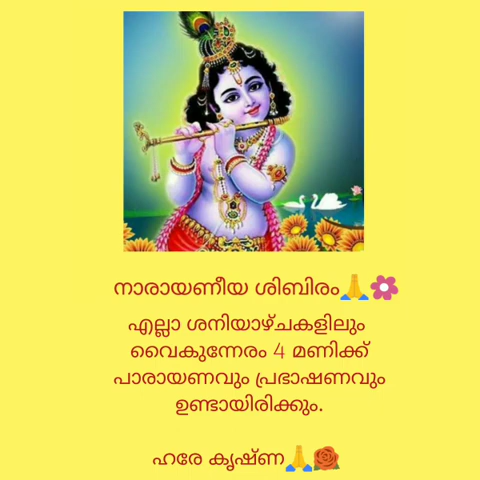 നാരായണീയ ശിബിരം🙏🌸
എല്ലാ ശനിയാഴ്ചകളിലും
വൈകുന്നേരം 4 മണിക്ക്
പാരായണവും പ്രഭാഷണവും
ഉണ്ടായിരിക്കും.
ഹരേ കൃഷ്ണ🙏🌹